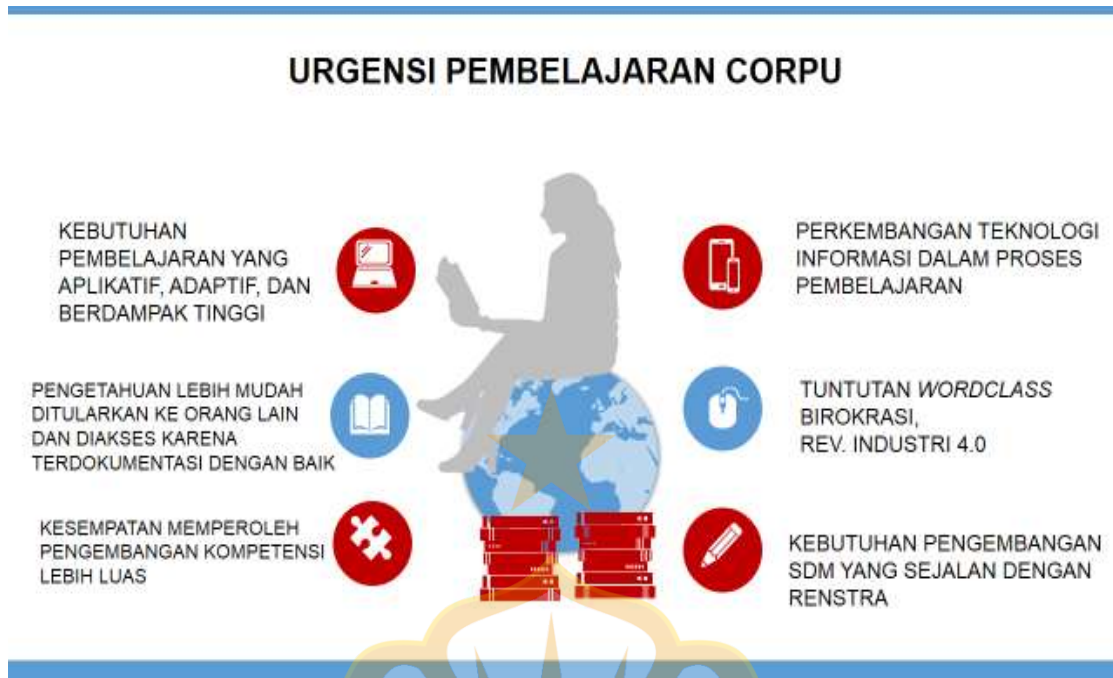 URGENSI PEMBELAJARAN CORPU
KEBUTUHAN
PEMBELAJARAN YANG
APLIKATIF, ADAPTIF, DAN
BERDAMPAK TINGGI
PENGETAHUAN LEBIH MUDAH
DITULARKAN KE ORANG LAIN
DAN DIAKSES KARENA
TERDOKUMENTASI DENGAN BAIK
KESEMPATAN MEMPEROLEH
PENGEMBANGAN KOMPETENSI
LEBIH LUAS
PERKEMBANGAN TEKNOLOGI
INFORMASI DALAM PROSES
PEMBELAJARAN
TUNTUTAN WORDCLASS
BIROKRASI,
REV. INDUSTRI 4.0
KEBUTUHAN PENGEMBANGAN
SDM YANG SEJALAN DENGAN
RENSTRA